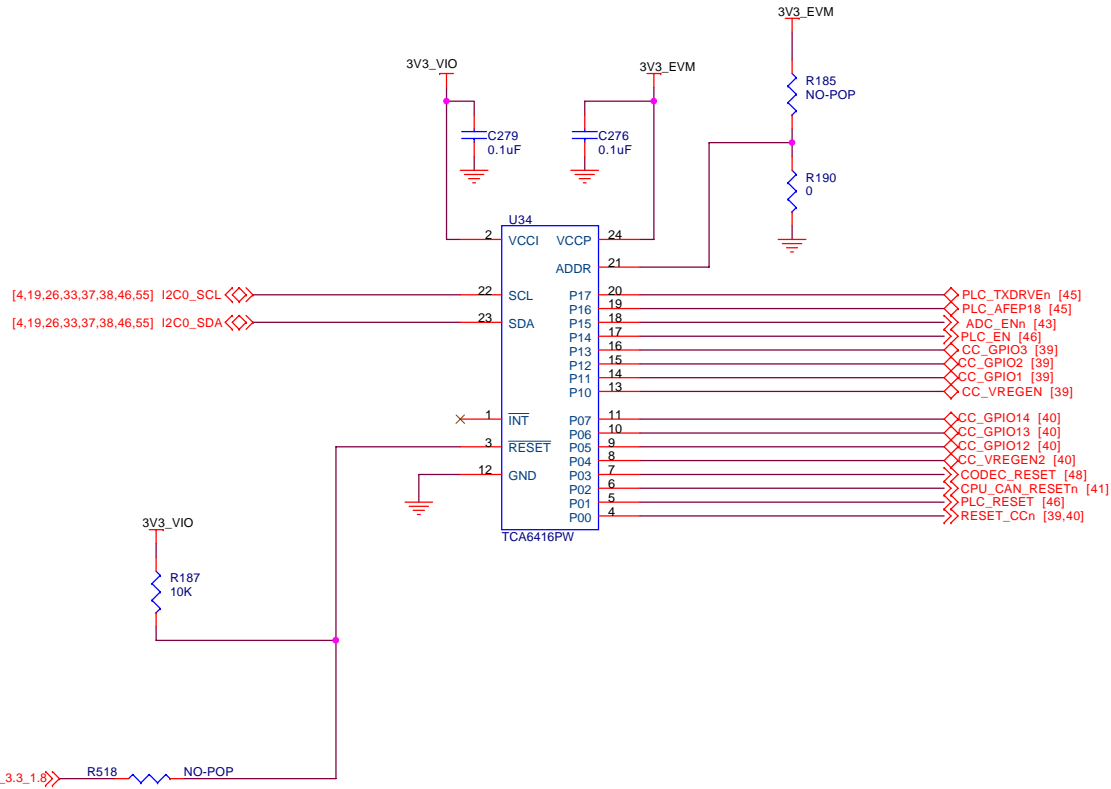 3V3_EVM
3V3_VIO
3V3_EVM
R185
NO-POP
C279
0.1uF
C276
0.1uF
R190
0
U34
2 VCCI VCCP 24
ADDR 21
[4,19,26,33,37,38,46,55] I2C0_SCL 22 SCL P17 20 PLC_TXDRVEn [45]
P16 19 PLC_AFEP18 [45]
[4,19,26,33,37,38,46,55] I2C0_SDA 23 SDA P15 18 ADC_ENn [43]
P14 17 PLC_EN [46]
P13 16 CC_GPIO3 [39]
P12 15 CC_GPIO2 [39]
P11 14 CC_GPIO1 [39]
P10 13 CC_VREGEN [39]
1 INT P07 11 CC_GPIO14 [40]
P06 10 CC_GPIO13 [40]
3 RESET P05 9 CC_GPIO12 [40]
P04 8 CC_VREGEN2 [40]
12 GND P03 7 CODEC_RESET [48]
P02 6 CPU_CAN_RESETn [41]
P01 5 PLC_RESET [46]
P00 4 RESET_CCn [39,40]
TCA6416PW
3V3_VIO
R187
10K
_3.3_1.8 R518 NO-POP